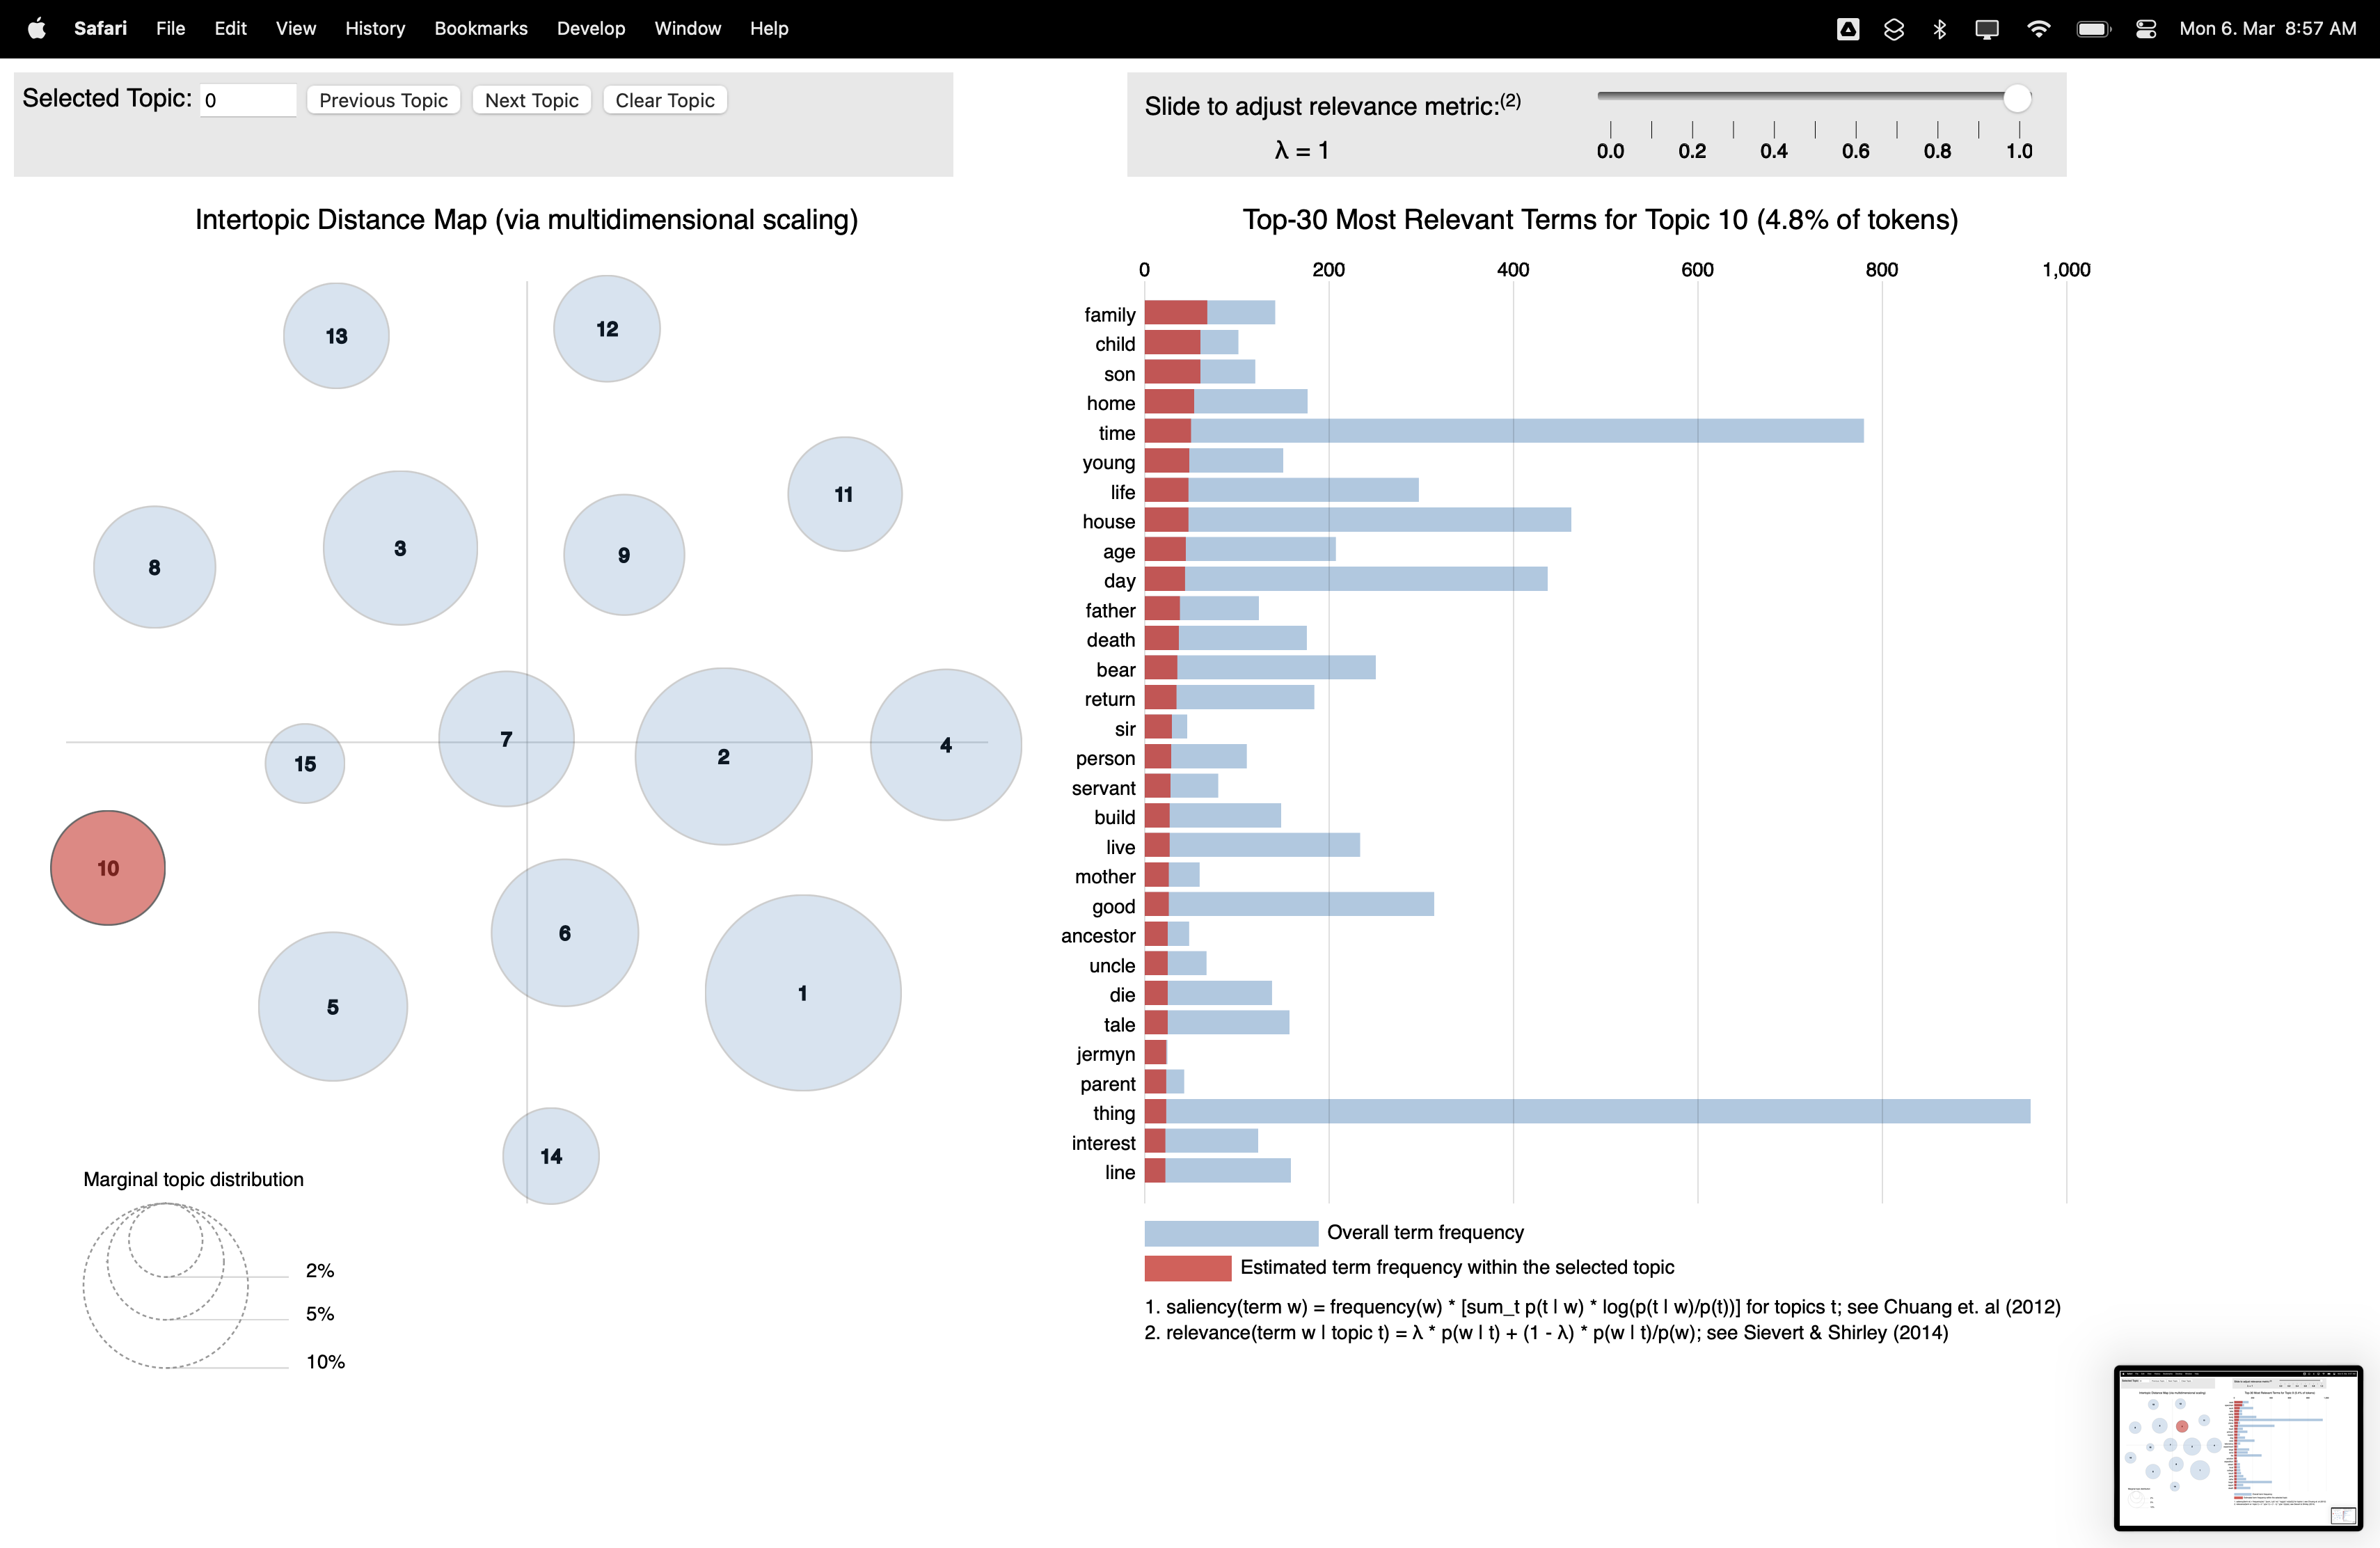 Safari File Edit View History Bookmarks Develop Window Help Mon 6. Mar 8:57 AM
Selected Topic: 0 Previous Topic Next Topic Clear Topic
Slide to adjust relevance metric:(2)
λ = 1
0.0 0.2 0.4 0.6 0.8 1.0
Intertopic Distance Map (via multidimensional scaling)
13
12
11
3
9
8
7
4
2
15
10
6
1
5
14
Marginal topic distribution
2%
5%
10%
Top-30 Most Relevant Terms for Topic 10 (4.8% of tokens)
0 200 400 600 800 1,000
family
child
son
home
time
young
life
house
age
day
father
death
bear
return
sir
person
servant
build
live
mother
good
ancestor
uncle
die
tale
jermyn
parent
thing
interest
line
Overall term frequency
Estimated term frequency within the selected topic
1. saliency(term w) = frequency(w) * [sum_t p(t | w) * log(p(t | w)/p(t))] for topics t; see Chuang et. al (2012)
2. relevance(term w | topic t) = λ * p(w | t) + (1 - λ) * p(w | t)/p(w); see Sievert & Shirley (2014)